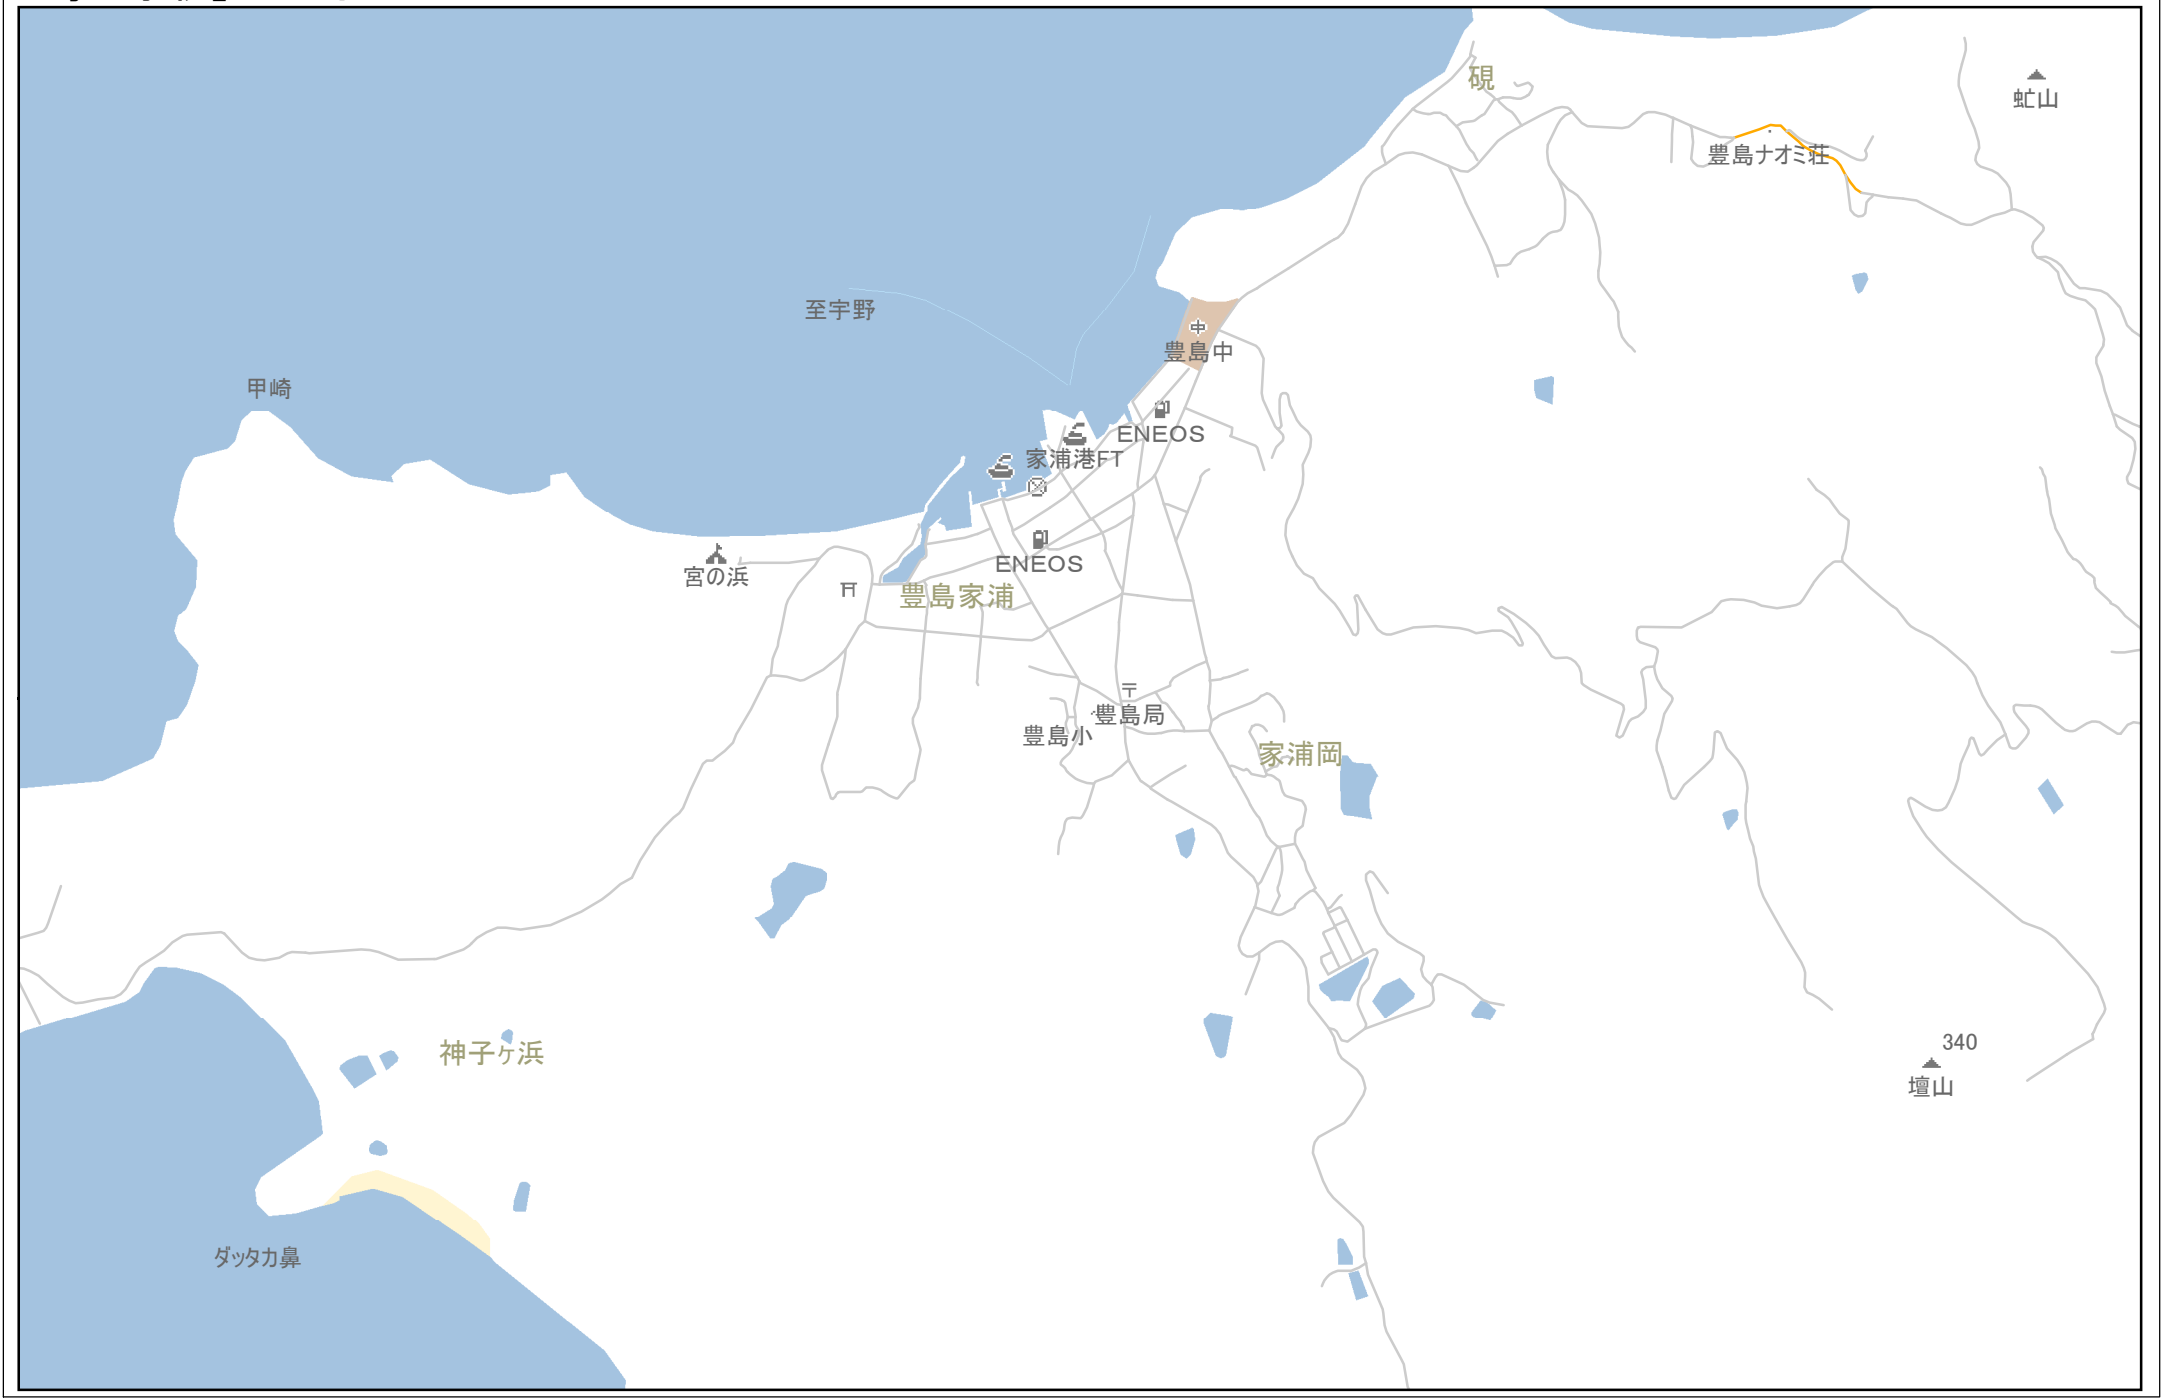 硯
虻山
豊島ナオミ荘
至宇野
中
豊島中
甲崎
ENEOS
家浦港FT
ENEOS
宮の浜
豊島家浦
〒
豊島局
豊島小
家浦岡
340
壇山
神子ヶ浜
ダッタカ鼻